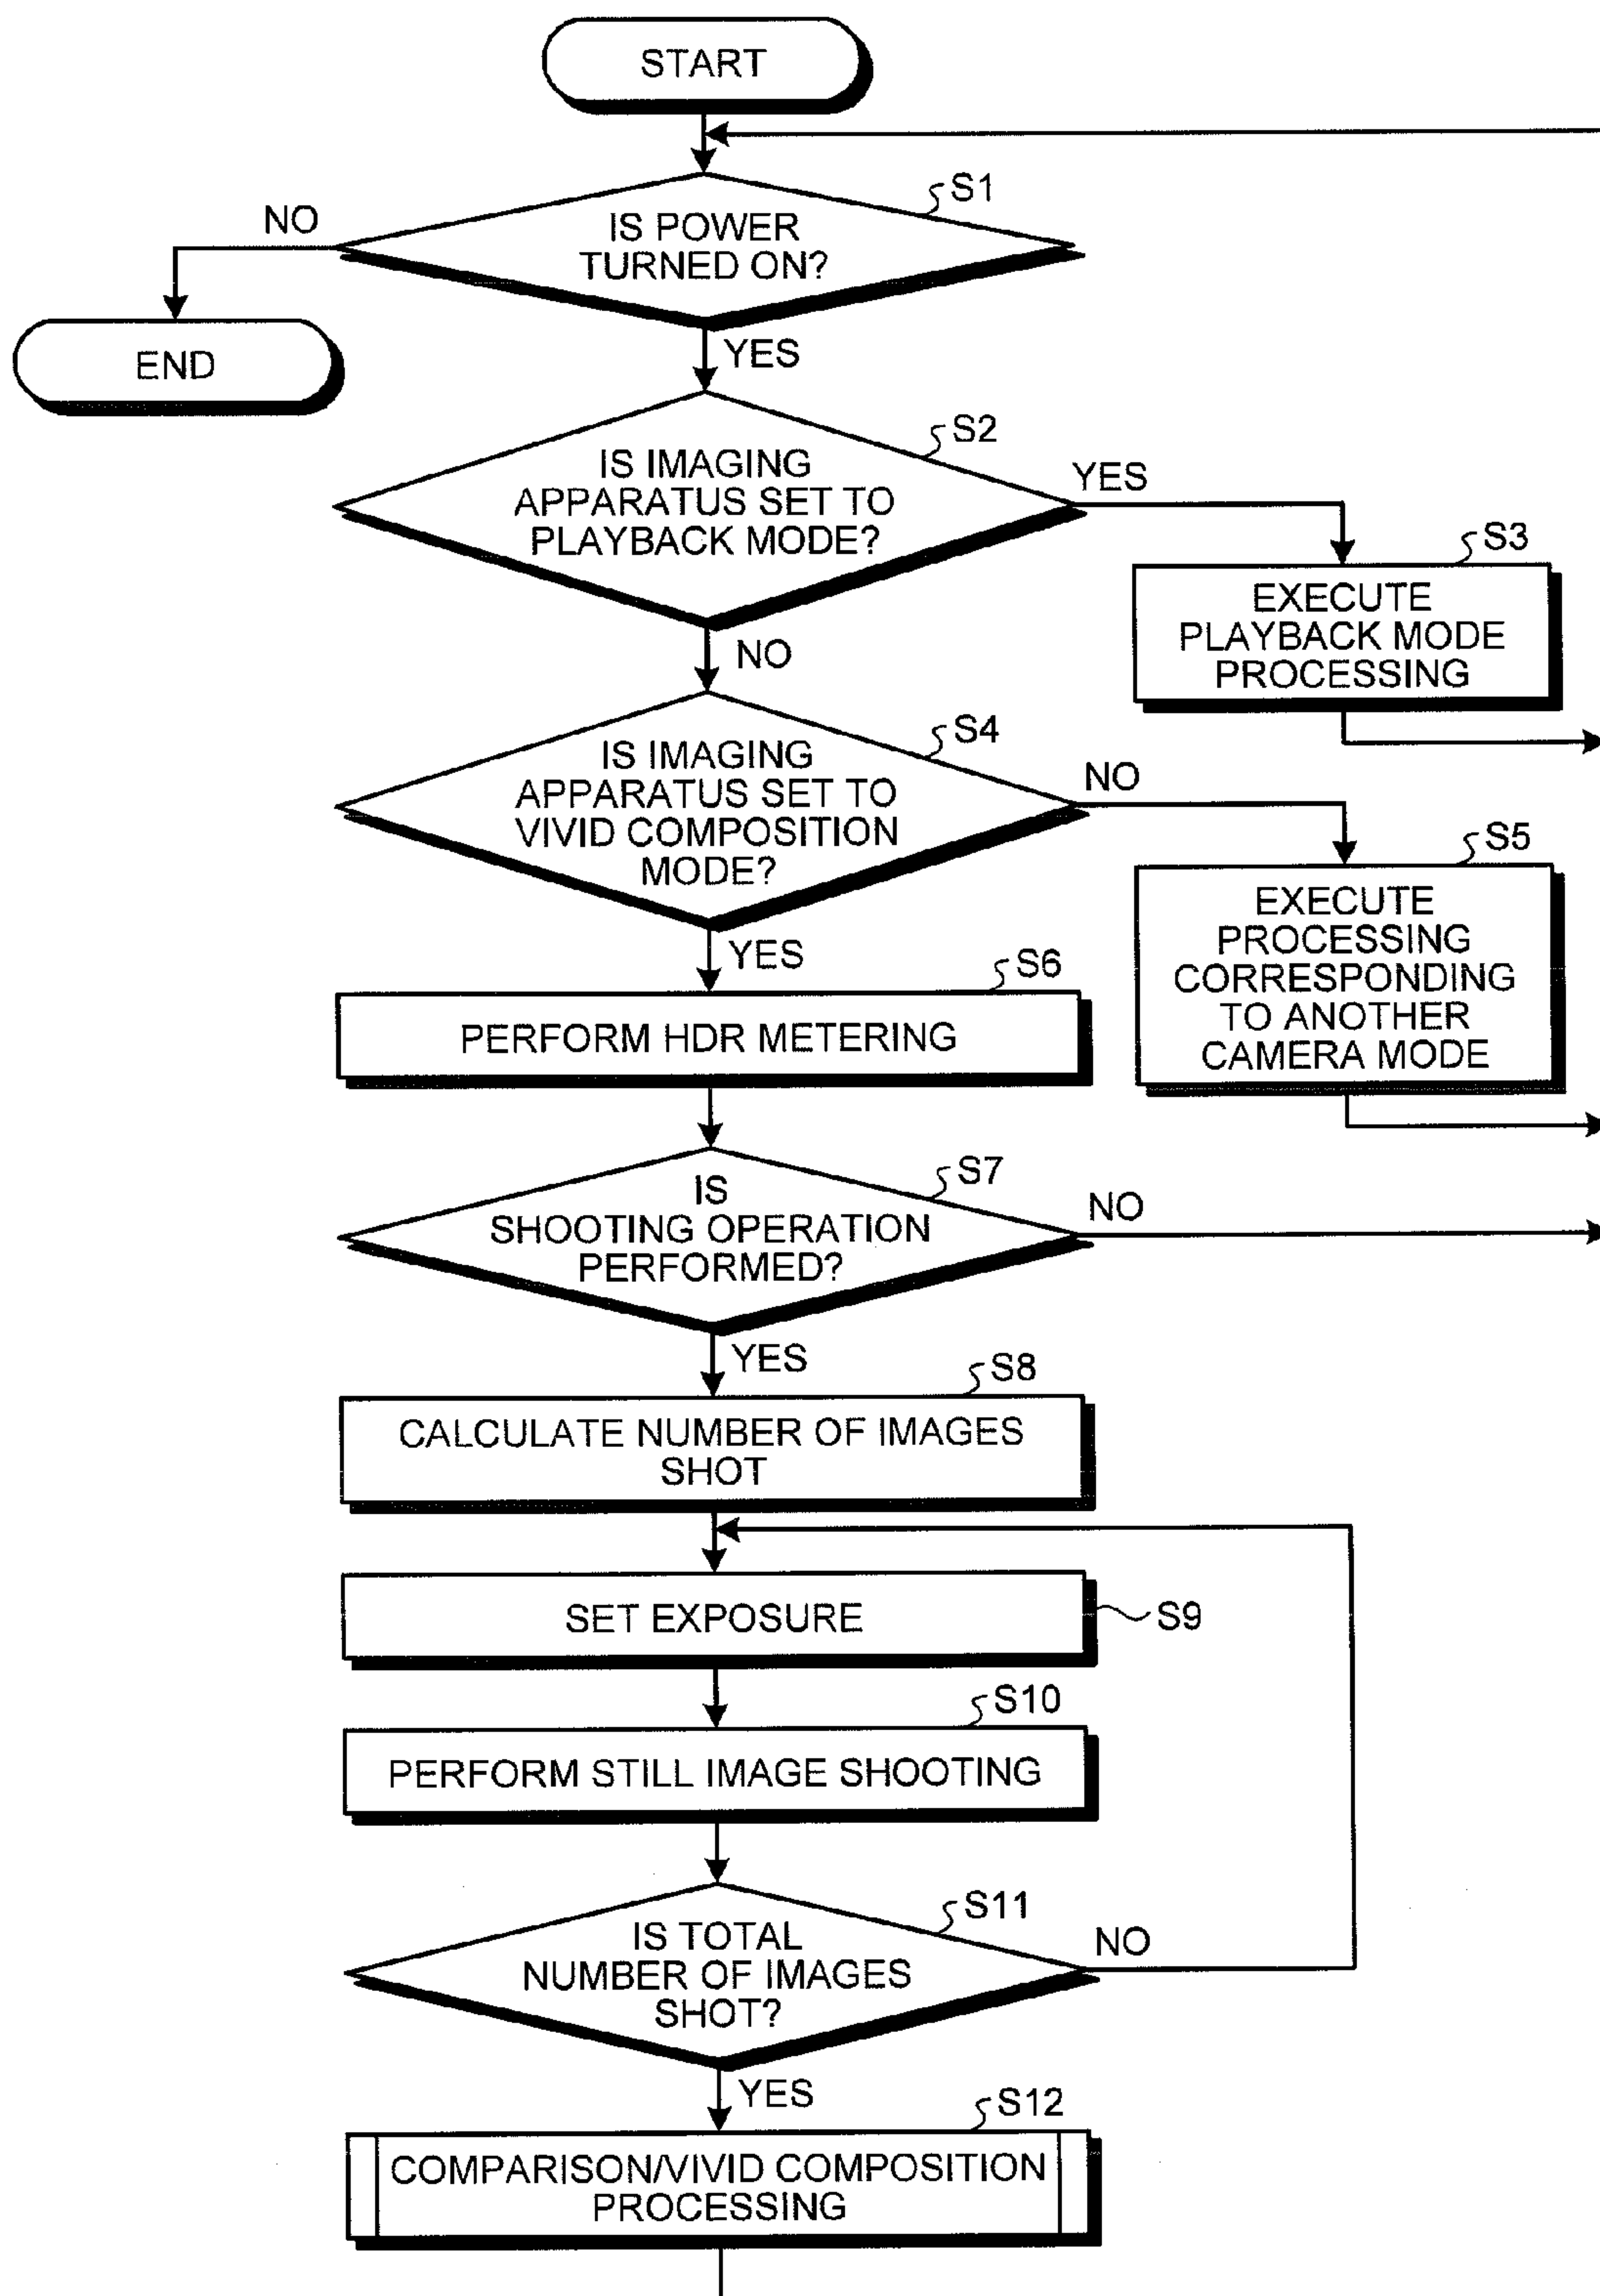 START
S1
NO
IS POWER
TURNED ON?
END
YES
S2
IS IMAGING
APPARATUS SET TO
PLAYBACK MODE?
YES
S3
EXECUTE
PLAYBACK MODE
PROCESSING
NO
S4
IS IMAGING
APPARATUS SET TO
VIVID COMPOSITION
MODE?
NO
S5
EXECUTE
PROCESSING
CORRESPONDING
TO ANOTHER
CAMERA MODE
YES
S6
PERFORM HDR METERING
S7
IS
SHOOTING OPERATION
PERFORMED?
NO
YES
S8
CALCULATE NUMBER OF IMAGES
SHOT
SET EXPOSURE
S9
S10
PERFORM STILL IMAGE SHOOTING
S11
IS TOTAL
NUMBER OF IMAGES
SHOT?
NO
YES
S12
COMPARISON/VIVID COMPOSITION
PROCESSING